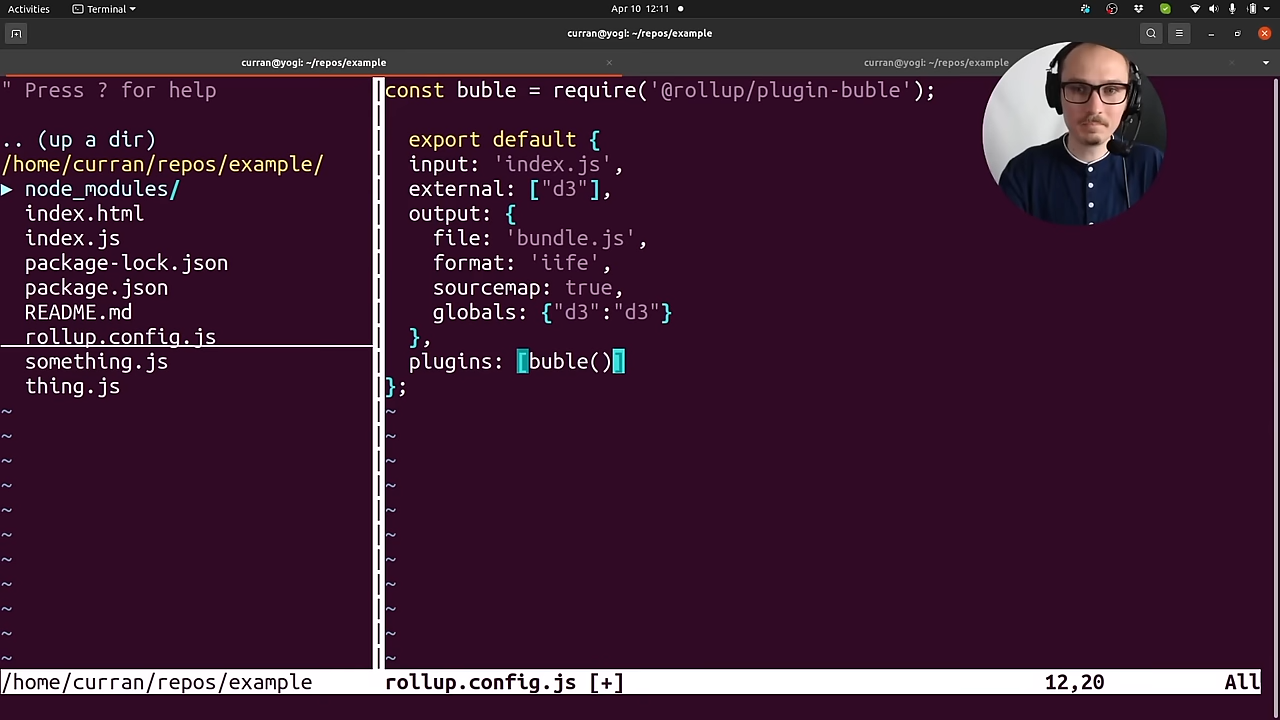 Activities Terminal Apr 10 12:11
curran@yogi: ~/repos/example
curran@yogi: ~/repos/example × curran@yogi: ~/repos/example ×
" Press ? for help
.. (up a dir)
/home/curran/repos/example/
▶ node_modules/
index.html
index.js
package-lock.json
package.json
README.md
rollup.config.js
something.js
thing.js
~
~
~
~
~
~
~
~
~
~
~
/home/curran/repos/example
const buble = require('@rollup/plugin-buble');
export default {
input: 'index.js',
external: ["d3"],
output: {
file: 'bundle.js',
format: 'iife',
sourcemap: true,
globals: {"d3":"d3"}
},
plugins: [buble()]
};
~
~
~
~
~
~
~
~
~
~
~
rollup.config.js [+] 12,20 All